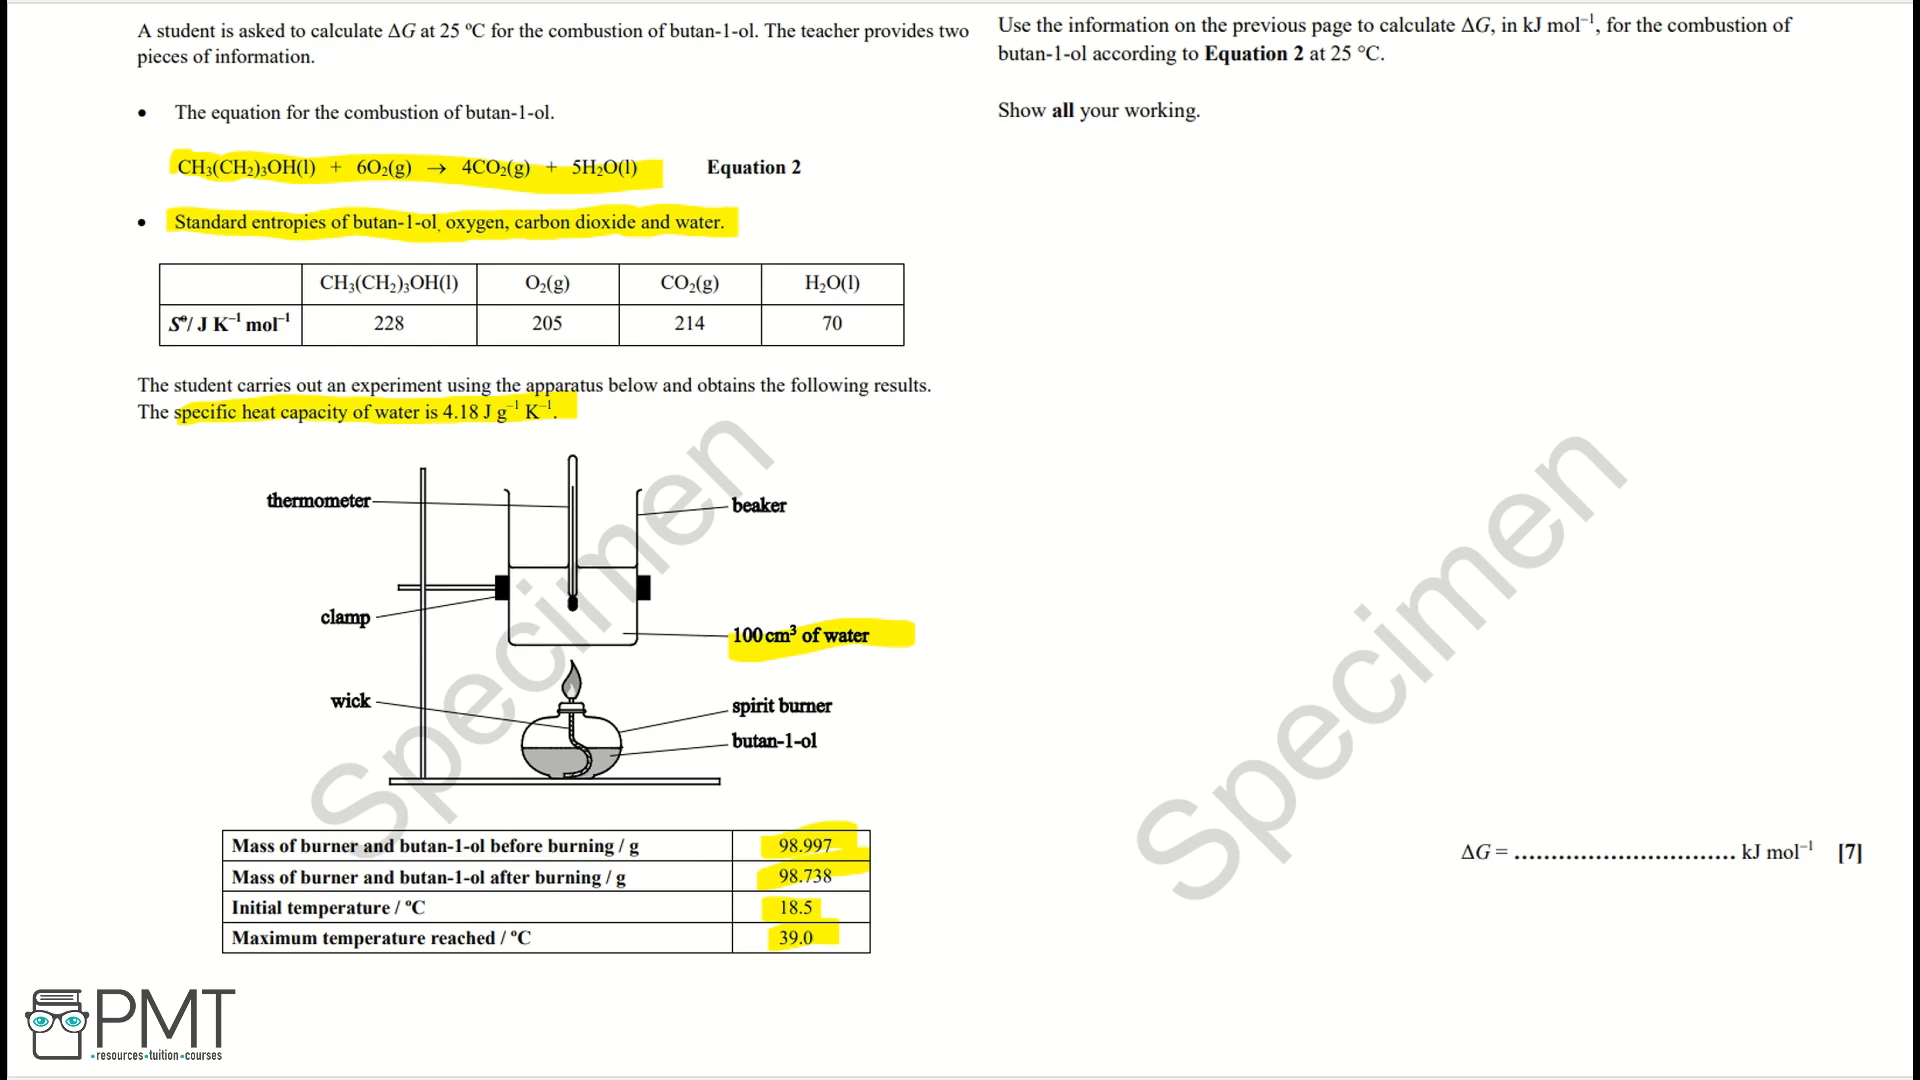 A student is asked to calculate ΔG at 25 ºC for the combustion of butan-1-ol. The teacher provides two
pieces of information.
• The equation for the combustion of butan-1-ol.
CH₃(CH₂)₃OH(l) + 6O₂(g) → 4CO₂(g) + 5H₂O(l) Equation 2
• Standard entropies of butan-1-ol, oxygen, carbon dioxide and water.
CH₃(CH₂)₃OH(l) O₂(g) CO₂(g) H₂O(l)
S⦵/ J K⁻¹ mol⁻¹ 228 205 214 70
The student carries out an experiment using the apparatus below and obtains the following results.
The specific heat capacity of water is 4.18 J g⁻¹ K⁻¹.
thermometer
beaker
clamp
100 cm³ of water
wick
spirit burner
butan-1-ol
Mass of burner and butan-1-ol before burning / g 98.997
Mass of burner and butan-1-ol after burning / g 98.738
Initial temperature / ºC 18.5
Maximum temperature reached / ºC 39.0
Specimen
PMT
•resources•tuition•courses
Use the information on the previous page to calculate ΔG, in kJ mol⁻¹, for the combustion of
butan-1-ol according to Equation 2 at 25 °C.
Show all your working.
Specimen
ΔG = .............................. kJ mol⁻¹ [7]